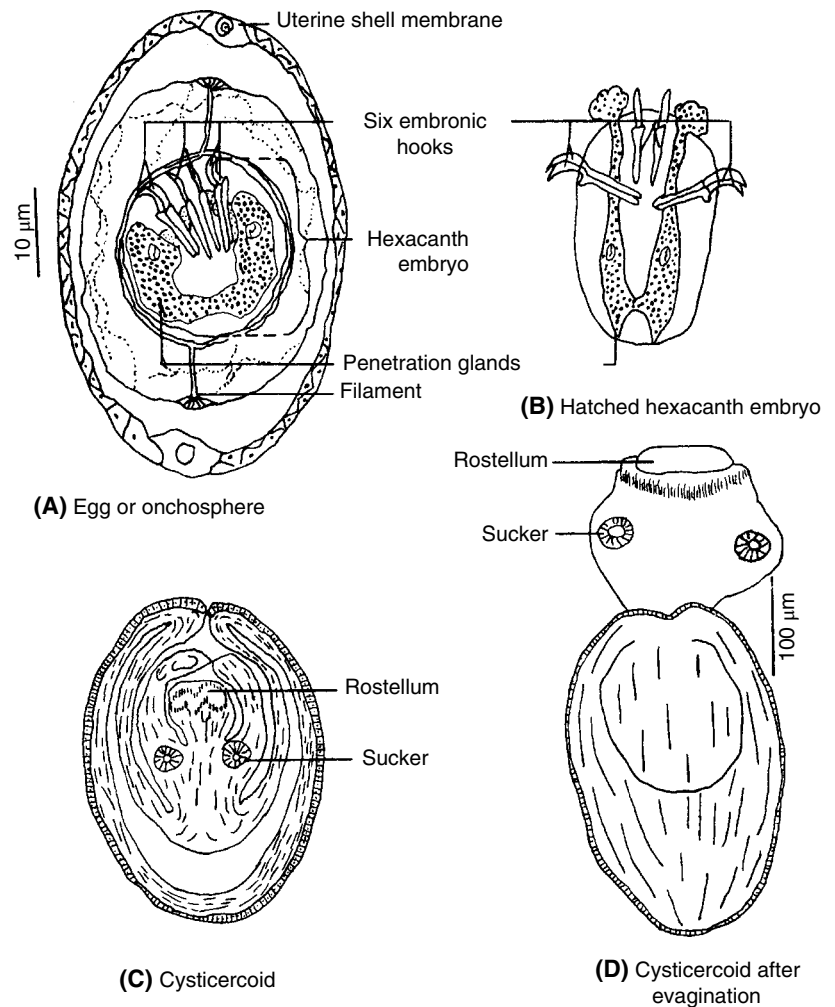 Uterine shell membrane
Six embronic
hooks
10 μm
Hexacanth
embryo
Penetration glands
Filament
(A) Egg or onchosphere
(B) Hatched hexacanth embryo
Rostellum
Sucker
100 μm
Rostellum
Sucker
(C) Cysticercoid
(D) Cysticercoid after
evagination